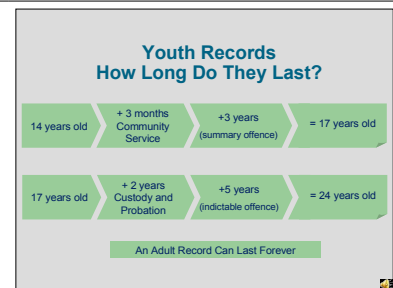 Youth Records
How Long Do They Last?
14 years old
+ 3 months
Community
Service
+3 years
(summary offence)
= 17 years old
17 years old
+ 2 years
Custody and
Probation
+5 years
(indictable offence)
= 24 years old
An Adult Record Can Last Forever